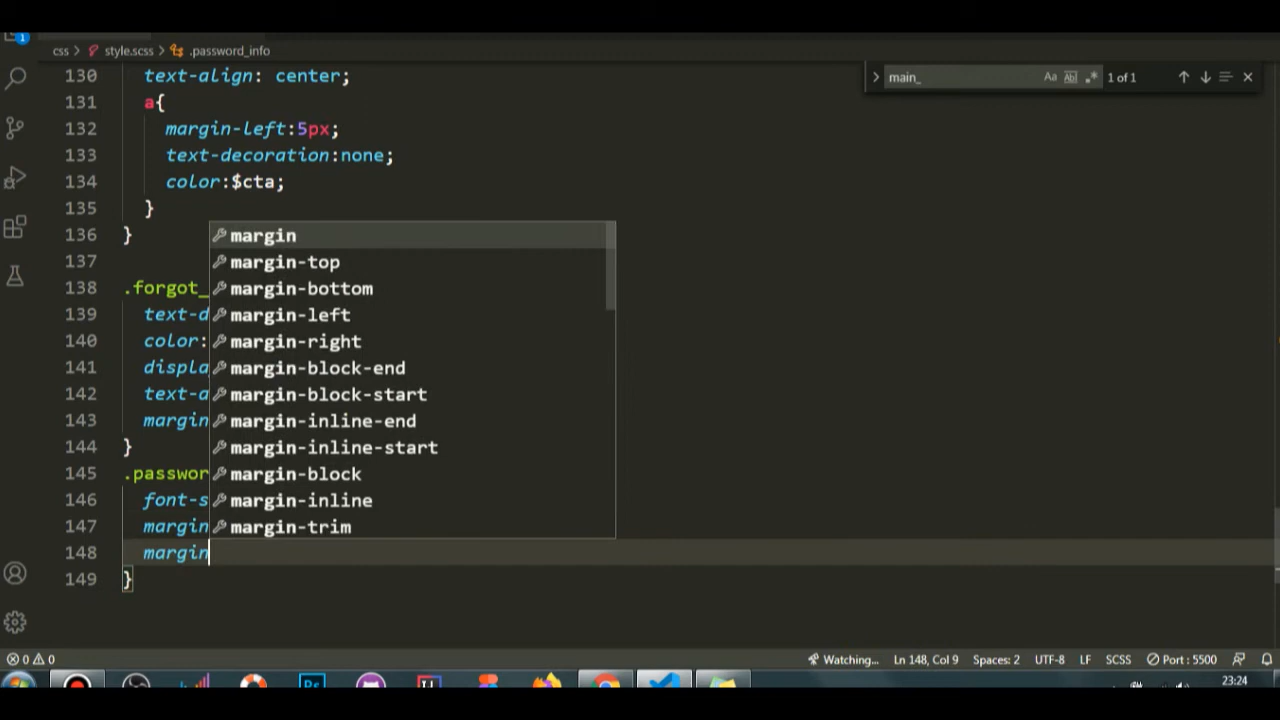 1
css > style.scss > .password_info
main_
Aa Abl .* 1 of 1
130 text-align: center;
131 a{
132 margin-left:5px;
133 text-decoration:none;
134 color:$cta;
135 }
136 }
137
138 .forgot_
139 text-d
140 color:
141 displa
142 text-a
143 margin
144 }
145 .passwor
146 font-s
147 margin
148 margin
149 }
margin
margin-top
margin-bottom
margin-left
margin-right
margin-block-end
margin-block-start
margin-inline-end
margin-inline-start
margin-block
margin-inline
margin-trim
0 0 Watching... Ln 148, Col 9 Spaces: 2 UTF-8 LF SCSS Port : 5500
Ps
23:24